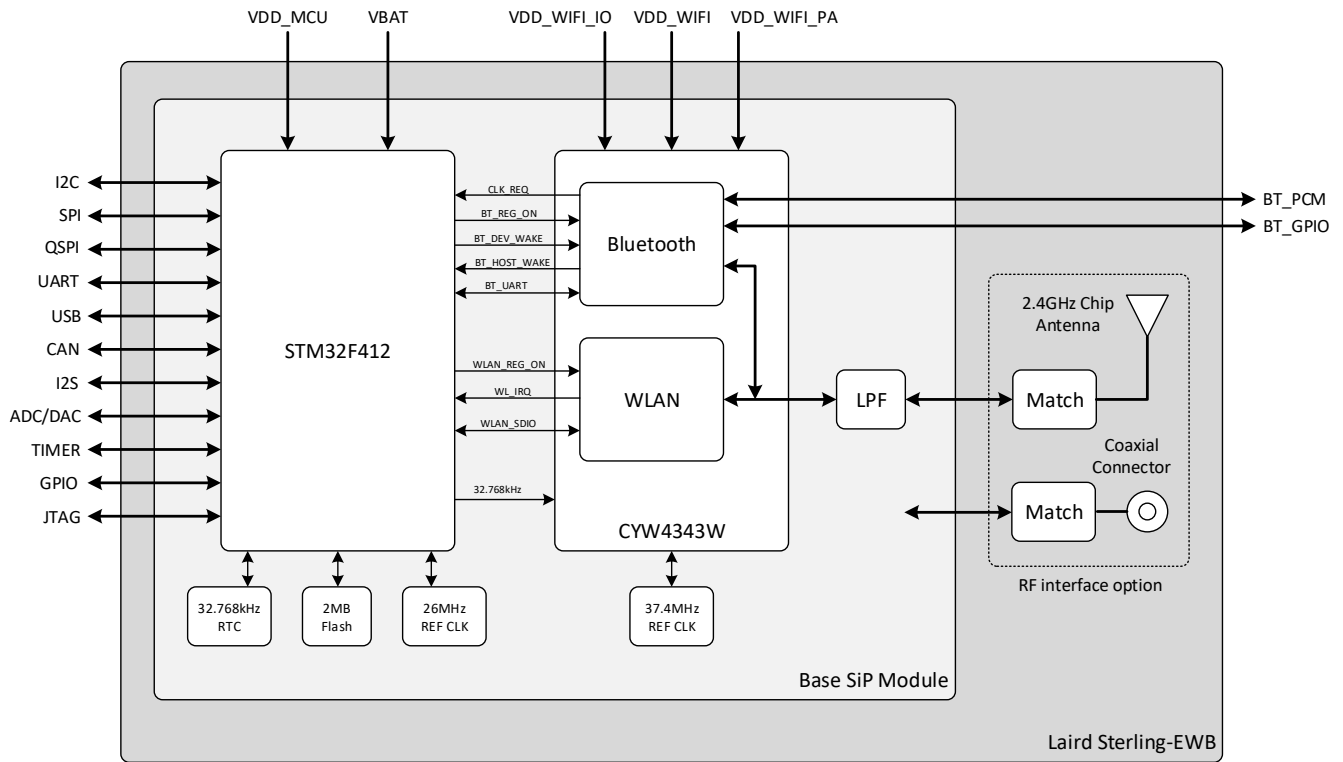 VDD_MCU
VBAT
VDD_WIFI_IO
VDD_WIFI
VDD_WIFI_PA
I2C
SPI
QSPI
UART
USB
CAN
I2S
ADC/DAC
TIMER
GPIO
JTAG
STM32F412
CLK_REQ
BT_REG_ON
BT_DEV_WAKE
BT_HOST_WAKE
BT_UART
WLAN_REG_ON
WL_IRQ
WLAN_SDIO
32.768kHz
Bluetooth
WLAN
CYW4343W
BT_PCM
BT_GPIO
LPF
2.4GHz Chip
Antenna
Match
Coaxial
Connector
Match
RF interface option
32.768kHz
RTC
2MB
Flash
26MHz
REF CLK
37.4MHz
REF CLK
Base SiP Module
Laird Sterling-EWB